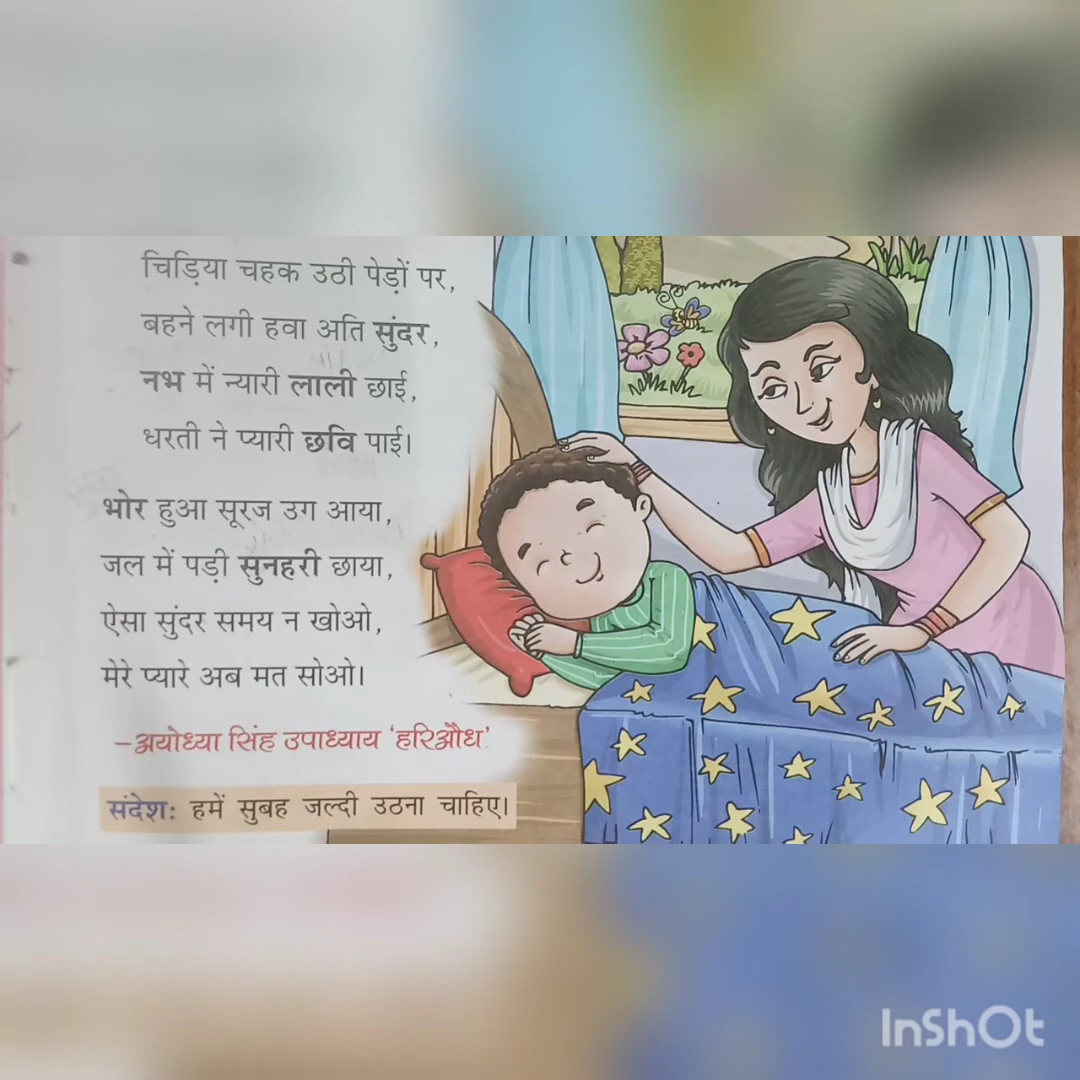 चिड़िया चहक उठी पेड़ों पर,
बहने लगी हवा अति सुंदर,
नभ में न्यारी लाली छाई,
धरती ने प्यारी छवि पाई।
भोर हुआ सूरज उग आया,
जल में पड़ी सुनहरी छाया,
ऐसा सुंदर समय न खोओ,
मेरे प्यारे अब मत सोओ।
–अयोध्या सिंह उपाध्याय ‘हरिऔध’
संदेश: हमें सुबह जल्दी उठना चाहिए।
InShOt